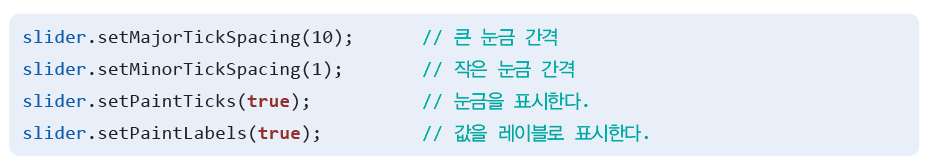 slider.setMajorTickSpacing(10);      // 큰 눈금 간격
slider.setMinorTickSpacing(1);       // 작은 눈금 간격
slider.setPaintTicks(true);          // 눈금을 표시한다.
slider.setPaintLabels(true);         // 값을 레이블로 표시한다.